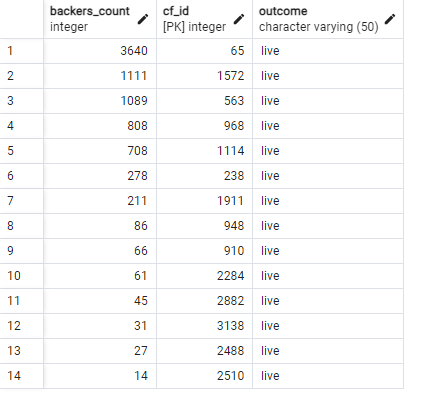 backers_count cf_id outcome
integer [PK] integer character varying (50)
1 3640 65 live
2 1111 1572 live
3 1089 563 live
4 808 968 live
5 708 1114 live
6 278 238 live
7 211 1911 live
8 86 948 live
9 66 910 live
10 61 2284 live
11 45 2882 live
12 31 3138 live
13 27 2488 live
14 14 2510 live